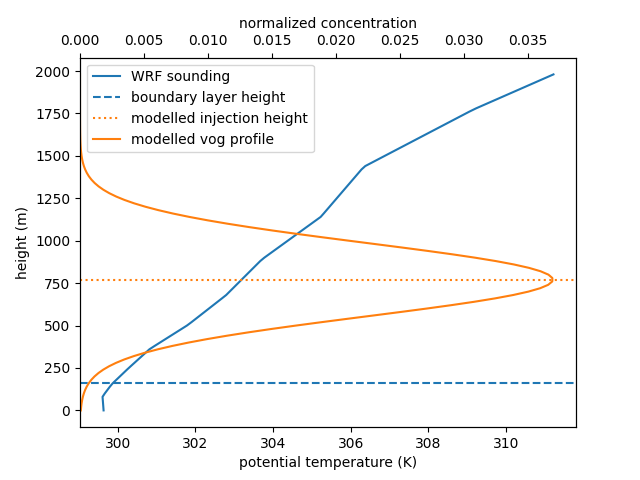 normalized concentration
0.000 0.005 0.010 0.015 0.020 0.025 0.030 0.035
2000
1750
1500
1250
1000
750
500
250
0
height (m)
WRF sounding
boundary layer height
modelled injection height
modelled vog profile
300 302 304 306 308 310
potential temperature (K)